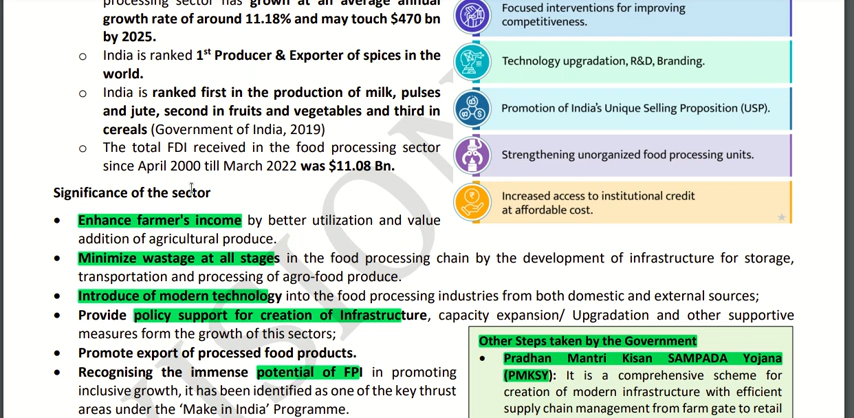 processing sector has grown at an average annual
growth rate of around 11.18% and may touch $470 bn
by 2025.
o India is ranked 1st Producer & Exporter of spices in the
world.
o India is ranked first in the production of milk, pulses
and jute, second in fruits and vegetables and third in
cereals (Government of India, 2019)
o The total FDI received in the food processing sector
since April 2000 till March 2022 was $11.08 Bn.
Focused interventions for improving
competitiveness.
Technology upgradation, R&D, Branding.
Promotion of India's Unique Selling Proposition (USP).
Strengthening unorganized food processing units.
Increased access to institutional credit
at affordable cost.
Significance of the sector
• Enhance farmer's income by better utilization and value
addition of agricultural produce.
• Minimize wastage at all stages in the food processing chain by the development of infrastructure for storage,
transportation and processing of agro-food produce.
• Introduce of modern technology into the food processing industries from both domestic and external sources;
• Provide policy support for creation of Infrastructure, capacity expansion/ Upgradation and other supportive
measures form the growth of this sectors;
• Promote export of processed food products.
• Recognising the immense potential of FPI in promoting
inclusive growth, it has been identified as one of the key thrust
areas under the 'Make in India' Programme.
Other Steps taken by the Government
• Pradhan Mantri Kisan SAMPADA Yojana
(PMKSY): It is a comprehensive scheme for
creation of modern infrastructure with efficient
supply chain management from farm gate to retail
VISION